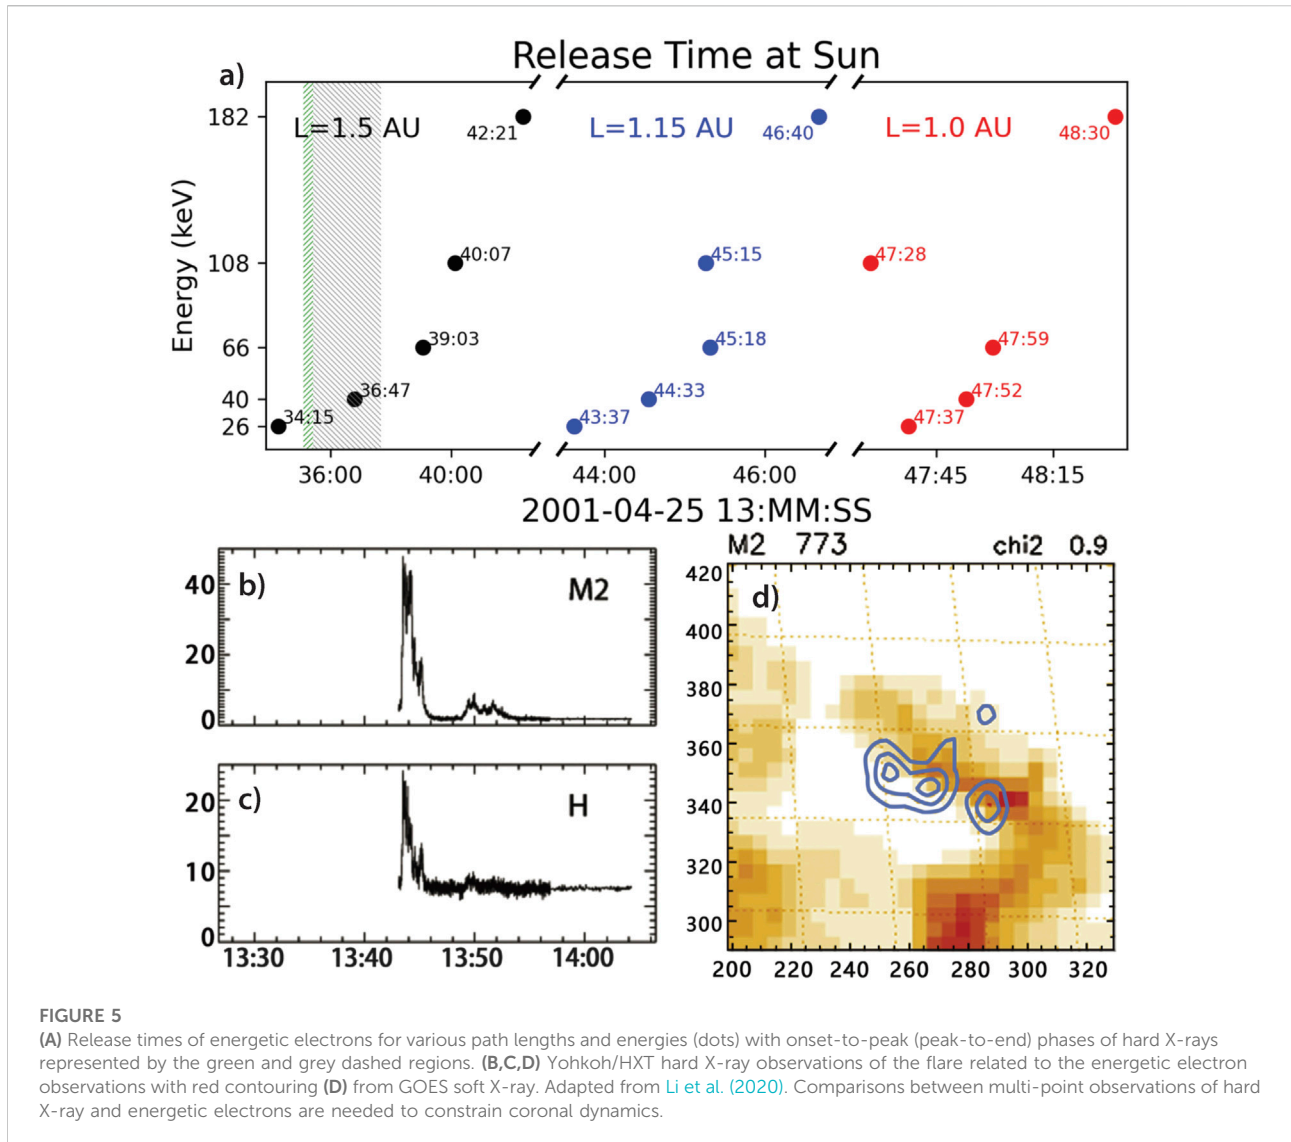 Release Time at Sun
a)
182
108
66
40
26
Energy (keV)
L=1.5 AU
L=1.15 AU
L=1.0 AU
42:21
46:40
48:30
40:07
45:15
47:28
39:03
45:18
47:59
36:47
44:33
47:52
34:15
43:37
47:37
36:00
40:00
44:00
46:00
47:45
48:15
2001-04-25 13:MM:SS
b)
M2
40
20
0
c)
H
20
10
0
13:30
13:40
13:50
14:00
M2 773
chi2 0.9
d)
420
400
380
360
340
320
300
200
220
240
260
280
300
320
FIGURE 5
(A) Release times of energetic electrons for various path lengths and energies (dots) with onset-to-peak (peak-to-end) phases of hard X-rays
represented by the green and grey dashed regions. (B,C,D) Yohkoh/HXT hard X-ray observations of the flare related to the energetic electron
observations with red contouring (D) from GOES soft X-ray. Adapted from Li et al. (2020). Comparisons between multi-point observations of hard
X-ray and energetic electrons are needed to constrain coronal dynamics.